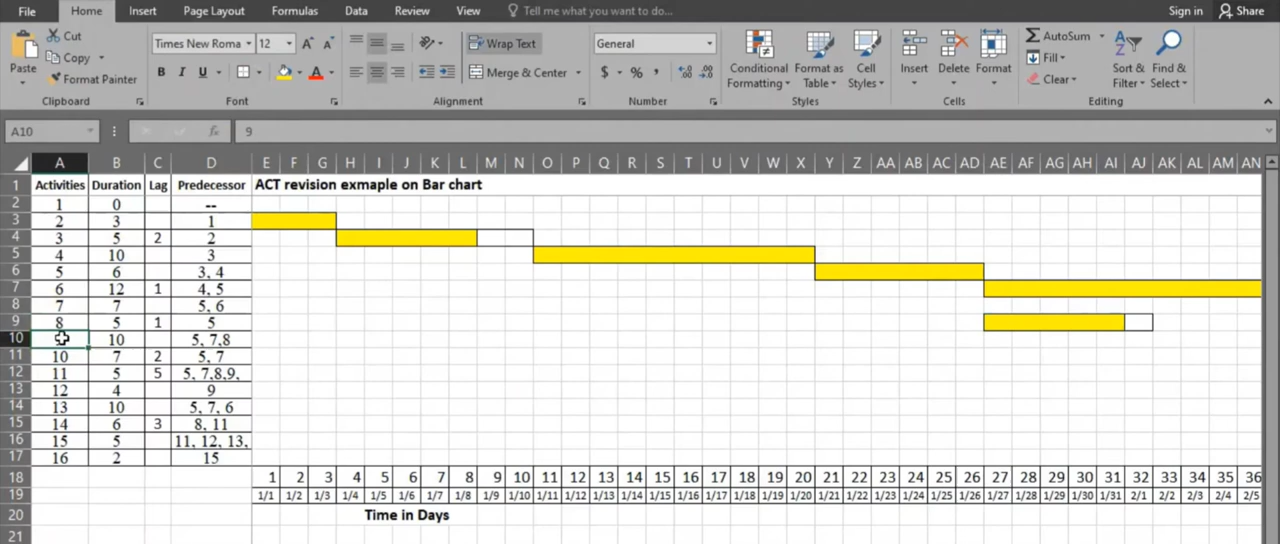 File Home Insert Page Layout Formulas Data Review View Tell me what you want to do... Sign in Share
Cut
Copy
Format Painter
Paste
Times New Roma 12 A A
B I U A
Wrap Text
Merge & Center
General
$ % ,
Conditional Formatting
Format as Table
Cell Styles
Insert Delete Format
AutoSum
Fill
Clear
Sort & Filter
Find & Select
Clipboard Font Alignment Number Styles Cells Editing
A10 fx 9
A B C D E F G H I J K L M N O P Q R S T U V W X Y Z AA AB AC AD AE AF AG AH AI AJ AK AL AM AN
1 Activities Duration Lag Predecessor ACT revision exmaple on Bar chart
2 1 0 --
3 2 3 1
4 3 5 2 2
5 4 10 3
6 5 6 3, 4
7 6 12 1 4, 5
8 7 7 5, 6
9 8 5 1 5
10 10 5, 7,8
11 10 7 2 5, 7
12 11 5 5 5, 7,8,9,
13 12 4 9
14 13 10 5, 7, 6
15 14 6 3 8, 11
16 15 5 11, 12, 13,
17 16 2 15
18 1 2 3 4 5 6 7 8 9 10 11 12 13 14 15 16 17 18 19 20 21 22 23 24 25 26 27 28 29 30 31 32 33 34 35 36
19 1/1 1/2 1/3 1/4 1/5 1/6 1/7 1/8 1/9 1/10 1/11 1/12 1/13 1/14 1/15 1/16 1/17 1/18 1/19 1/20 1/21 1/22 1/23 1/24 1/25 1/26 1/27 1/28 1/29 1/30 1/31 2/1 2/2 2/3 2/4 2/5
20 Time in Days
21